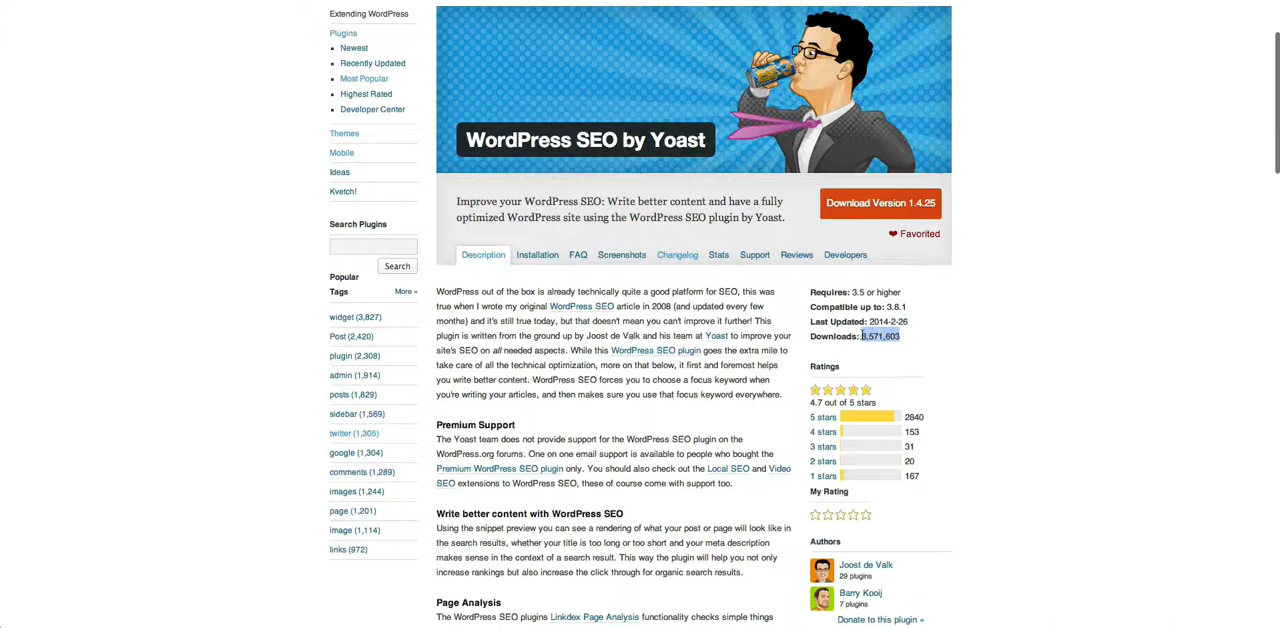 Extending WordPress
Plugins
Newest
Recently Updated
Most Popular
Highest Rated
Developer Center
Themes
Mobile
Ideas
Kvetch!
Search Plugins
Search
Popular
Tags
More »
widget (3,827)
Post (2,420)
plugin (2,308)
admin (1,914)
posts (1,829)
sidebar (1,569)
twitter (1,305)
google (1,304)
comments (1,289)
images (1,244)
page (1,201)
image (1,114)
links (972)
WordPress SEO by Yoast
Improve your WordPress SEO: Write better content and have a fully
optimized WordPress site using the WordPress SEO plugin by Yoast.
Download Version 1.4.25
Favorited
Description Installation FAQ Screenshots Changelog Stats Support Reviews Developers
WordPress out of the box is already technically quite a good platform for SEO, this was
true when I wrote my original WordPress SEO article in 2008 (and updated every few
months) and it's still true today, but that doesn't mean you can't improve it further! This
plugin is written from the ground up by Joost de Valk and his team at Yoast to improve your
site's SEO on all needed aspects. While this WordPress SEO plugin goes the extra mile to
take care of all the technical optimization, more on that below, it first and foremost helps
you write better content. WordPress SEO forces you to choose a focus keyword when
you're writing your articles, and then makes sure you use that focus keyword everywhere.
Premium Support
The Yoast team does not provide support for the WordPress SEO plugin on the
WordPress.org forums. One on one email support is available to people who bought the
Premium WordPress SEO plugin only. You should also check out the Local SEO and Video
SEO extensions to WordPress SEO, these of course come with support too.
Write better content with WordPress SEO
Using the snippet preview you can see a rendering of what your post or page will look like in
the search results, whether your title is too long or too short and your meta description
makes sense in the context of a search result. This way the plugin will help you not only
increase rankings but also increase the click through for organic search results.
Page Analysis
The WordPress SEO plugins Linkdex Page Analysis functionality checks simple things
Requires: 3.5 or higher
Compatible up to: 3.8.1
Last Updated: 2014-2-26
Downloads: 8,571,603
Ratings
4.7 out of 5 stars
5 stars 2840
4 stars 153
3 stars 31
2 stars 20
1 stars 167
My Rating
Authors
Joost de Valk
29 plugins
Barry Kooij
7 plugins
Donate to this plugin »